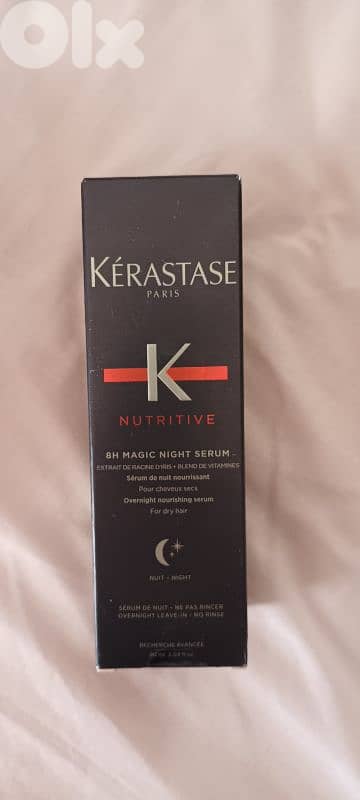 OLX
KÉRASTASE
PARIS
K
NUTRITIVE
8H MAGIC NIGHT SERUM
EXTRAIT DE RACINE D'IRIS • BLEND DE VITAMINES
Sérum de nuit nourrissant
Pour cheveux secs
Overnight nourishing serum
For dry hair
NUIT - NIGHT
SÉRUM DE NUIT - NE PAS RINCER
OVERNIGHT LEAVE-IN - NO RINSE
RECHERCHE AVANCÉE